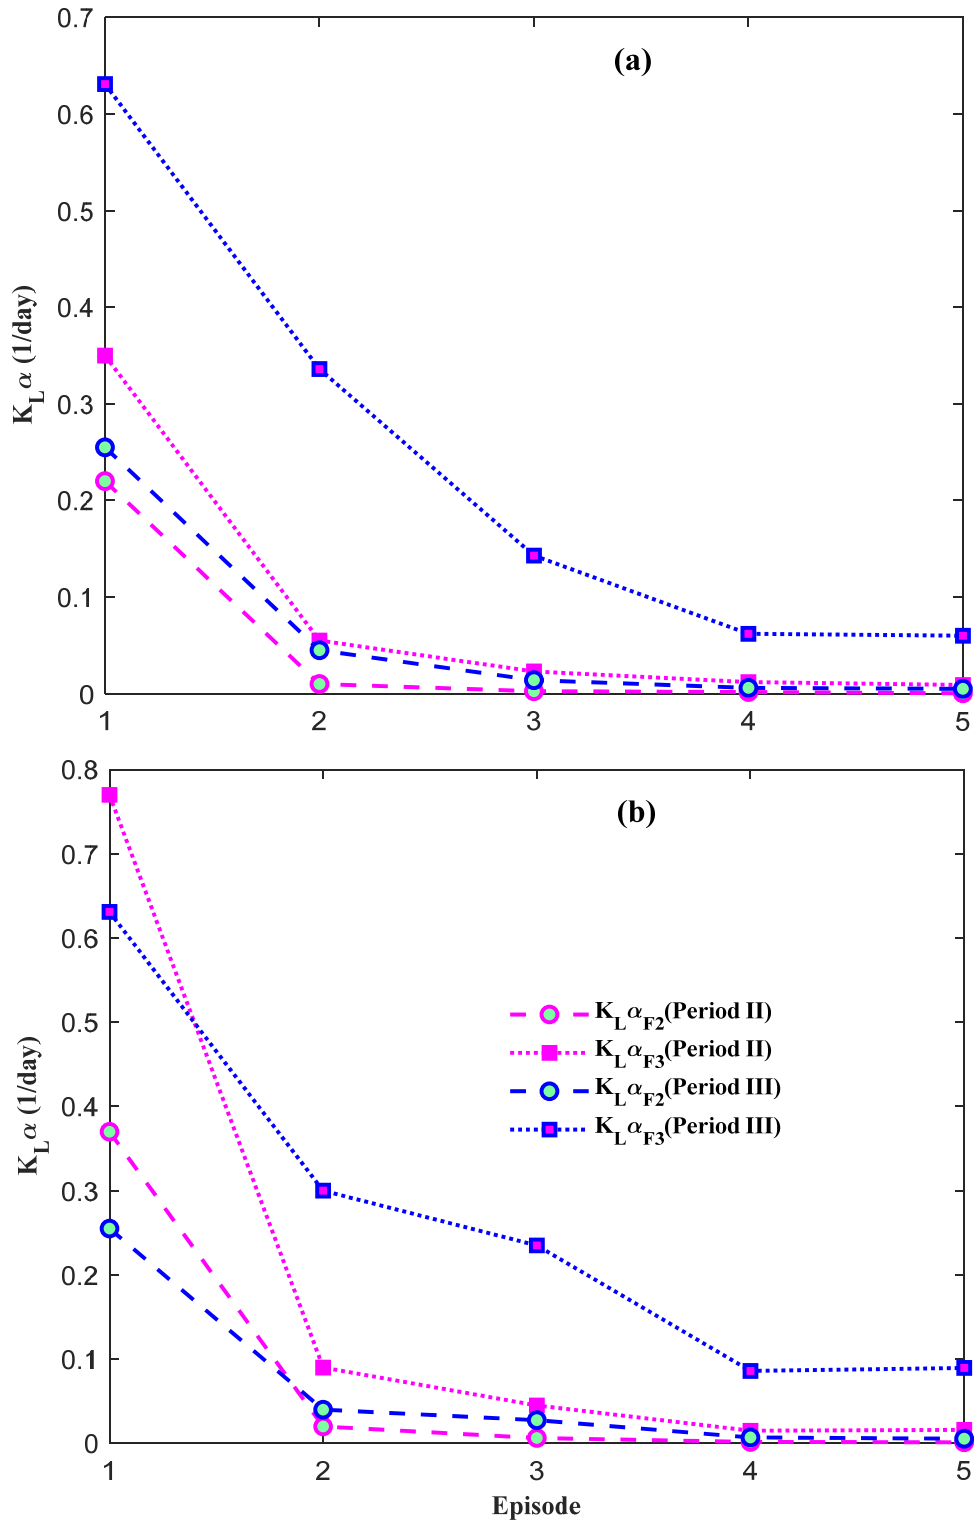 (a)
0.7
0.6
0.5
0.4
0.3
0.2
0.1
0
K_L α (1/day)
1 2 3 4 5
(b)
0.8
0.7
0.6
0.5
0.4
0.3
0.2
0.1
0
K_L α (1/day)
K_L α_F2(Period II)
K_L α_F3(Period II)
K_L α_F2(Period III)
K_L α_F3(Period III)
1 2 3 4 5
Episode